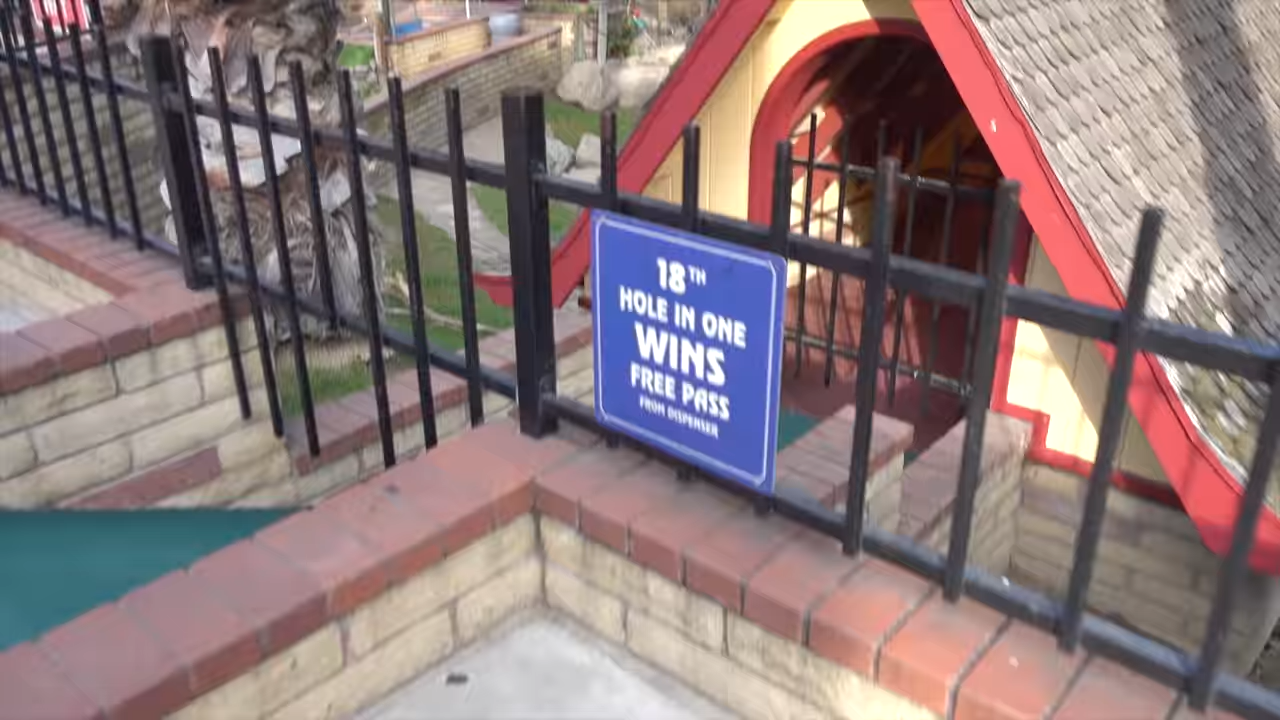 18TH
HOLE IN ONE
WINS
FREE PASS
FROM DISPENSER